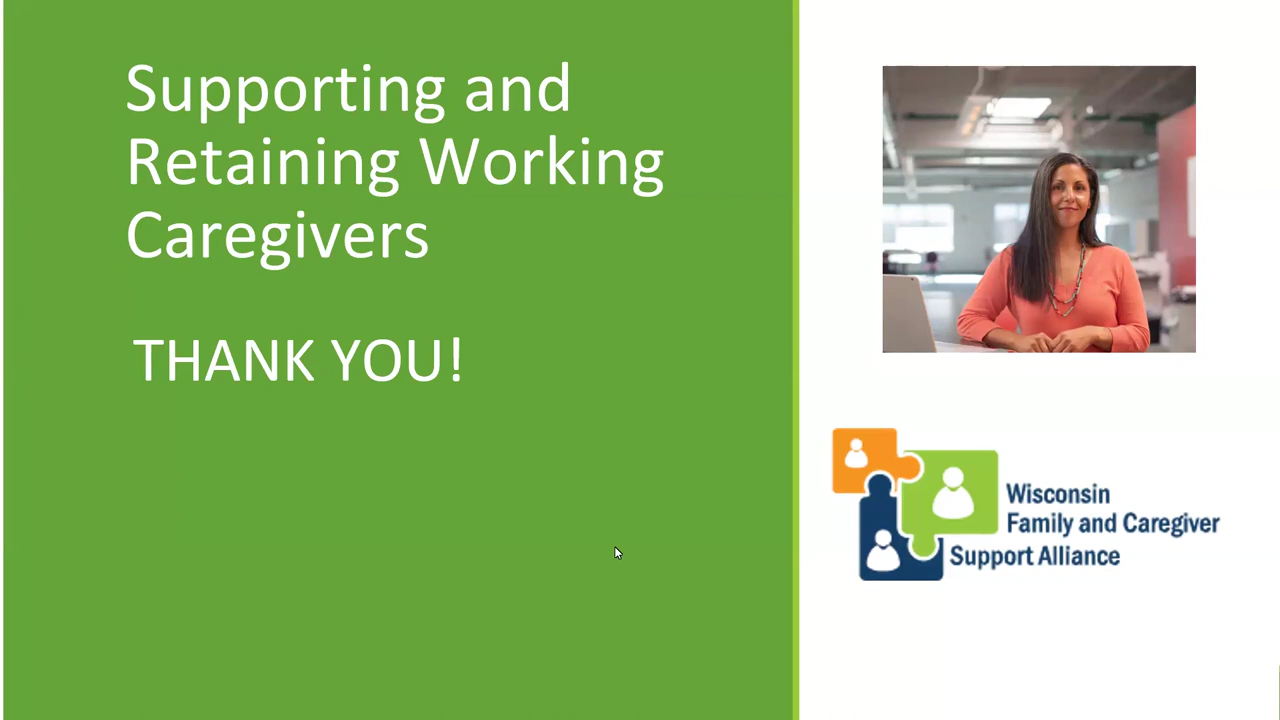 Supporting and
Retaining Working
Caregivers
THANK YOU!
Wisconsin
Family and Caregiver
Support Alliance